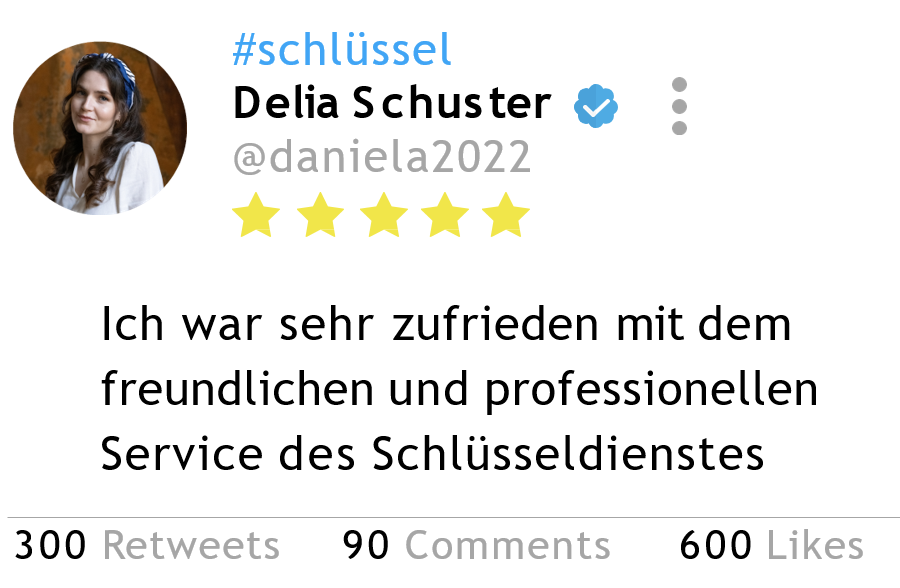 #schlüssel
Delia Schuster
@daniela2022
Ich war sehr zufrieden mit dem
freundlichen und professionellen
Service des Schlüsseldienstes
300 Retweets 90 Comments 600 Likes